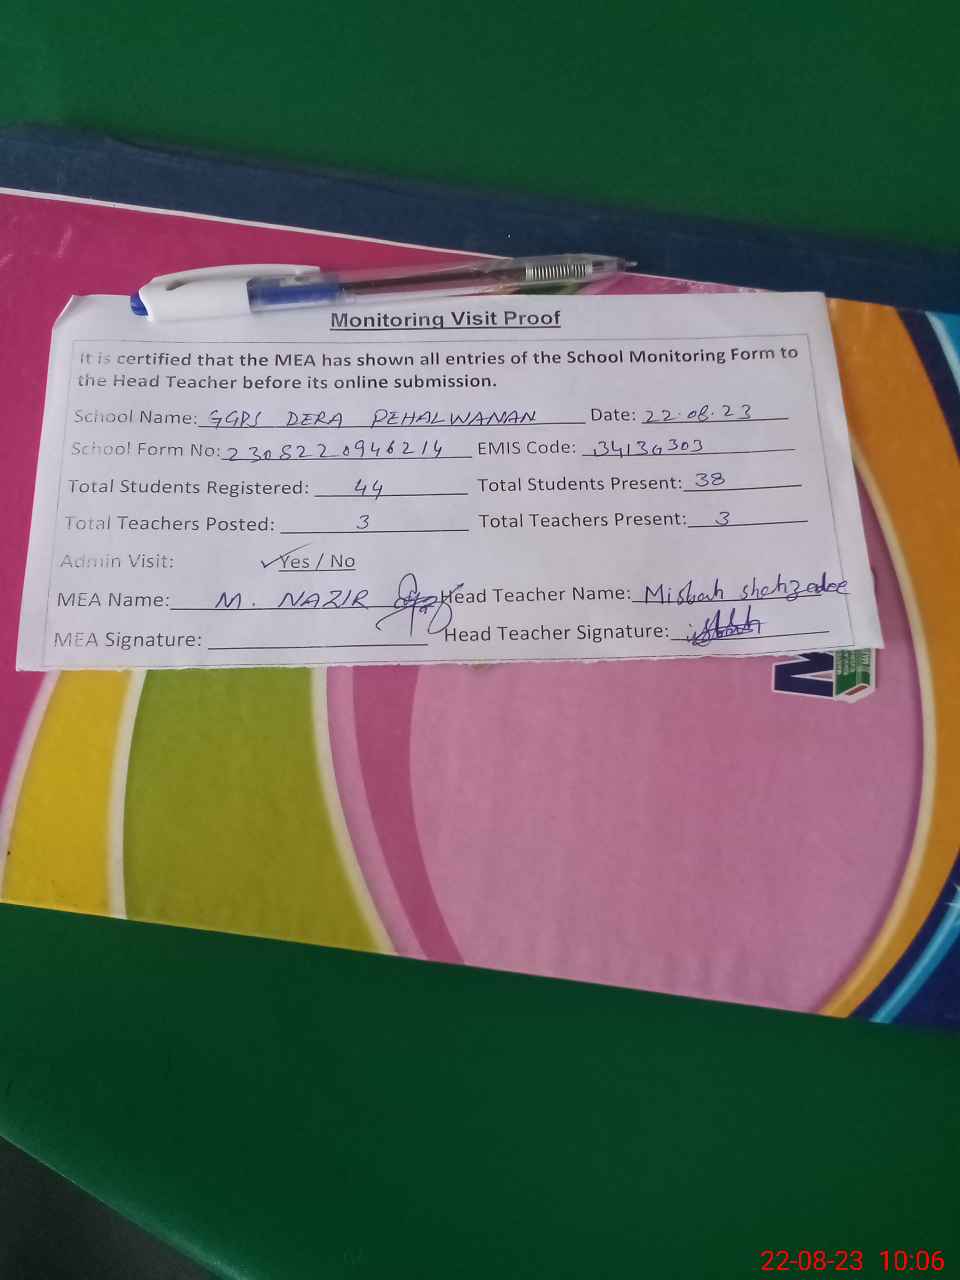 Monitoring Visit Proof
It is certified that the MEA has shown all entries of the School Monitoring Form to
the Head Teacher before its online submission.
School Name: GGPS DERA PEHALWANAN Date: 22.08.23
School Form No: 230822 0946214 EMIS Code: 34130303
Total Students Registered: 44 Total Students Present: 38
Total Teachers Posted: 3 Total Teachers Present: 3
Admin Visit: Yes / No
MEA Name: M. NAZIR Head Teacher Name: Misbah shehzadee
MEA Signature: Head Teacher Signature:
22-08-23 10:06